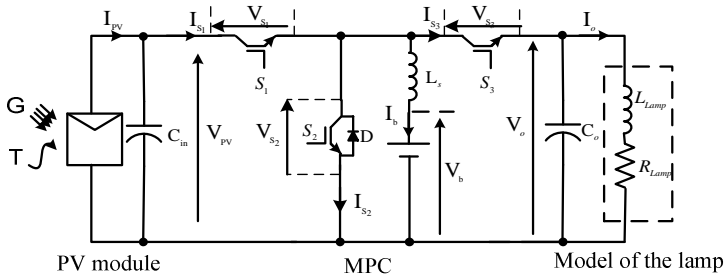 I_PV
I_S1
V_S1
I_S3
V_S3
I_o
S_1
S_3
L_s
G
T
C_in
V_PV
V_S2
S_2
D
I_b
V_b
V_o
C_o
L_Lamp
R_Lamp
I_S2
PV module
MPC
Model of the lamp